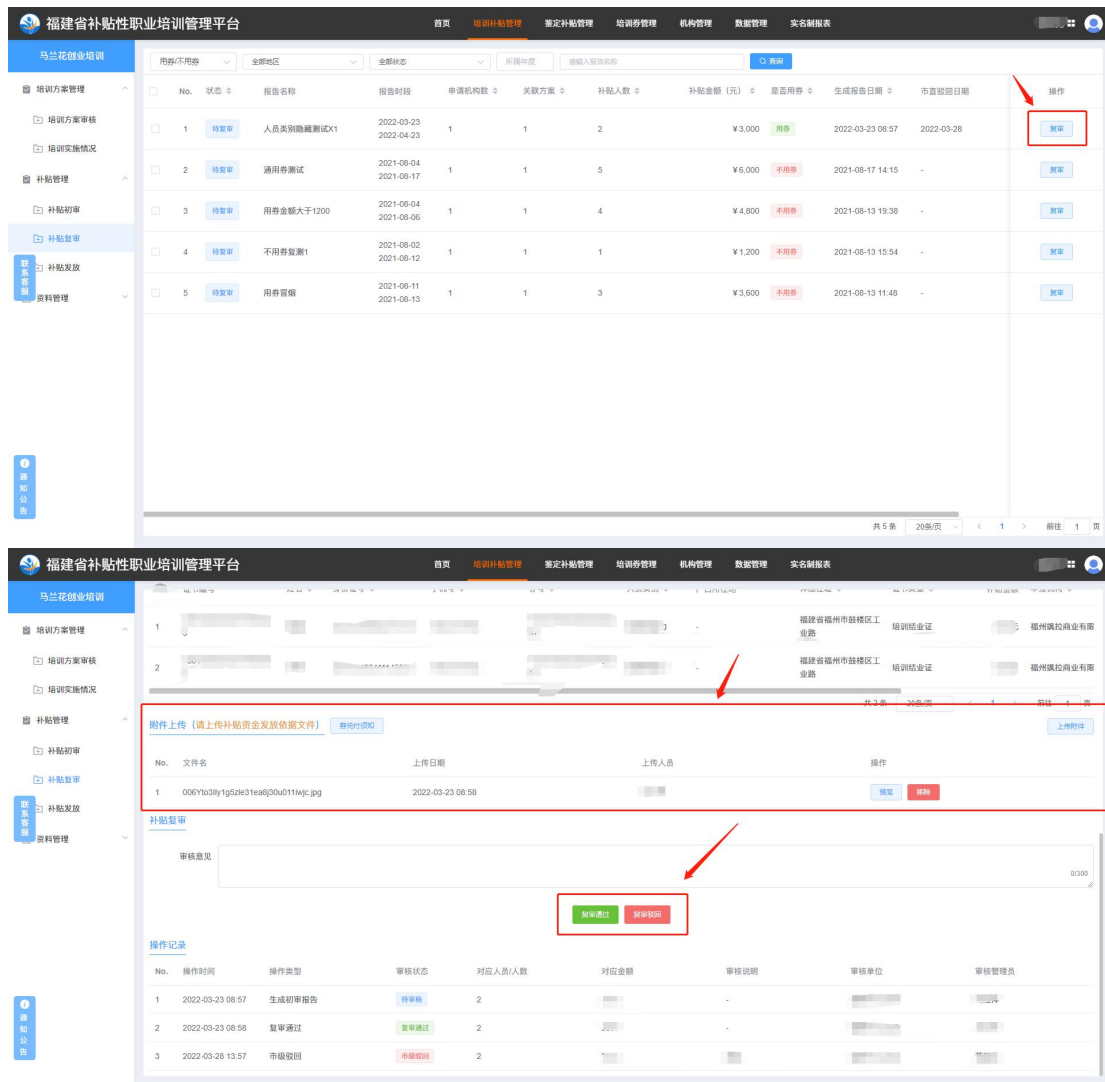 福建省补贴性职业培训管理平台
首页 培训补贴管理 鉴定补贴管理 培训券管理 机构管理 数据管理 实名制报表
马兰花创业培训
培训方案管理
培训方案审核
培训实施情况
补贴管理
补贴初审
补贴复审
补贴发放
资料管理
联系客服
通知公告
用券/不用券 全部地区 全部状态 所属年度 请输入报告名称 查询
No. 状态 报告名称 报告时段 申请机构数 关联方案 补贴人数 补贴金额（元） 是否用券 生成报告日期 市直驳回日期 操作
1 待复审 人员类别隐藏测试X1 2022-03-23 2022-04-23 1 1 2 ¥3,000 用券 2022-03-23 08:57 2022-03-28 复审
2 待复审 通用券测试 2021-08-04 2021-08-17 1 1 5 ¥6,000 不用券 2021-08-17 14:15 - 复审
3 待复审 用券金额大于1200 2021-08-04 2021-08-06 1 1 4 ¥4,800 不用券 2021-08-13 19:38 - 复审
4 待复审 不用券复测1 2021-08-02 2021-08-12 1 1 1 ¥1,200 不用券 2021-08-13 15:54 - 复审
5 待复审 用券冒烟 2021-08-11 2021-08-13 1 1 3 ¥3,600 不用券 2021-08-13 11:48 - 复审
共 5 条 20条/页 1 前往 1 页
福建省补贴性职业培训管理平台
首页 培训补贴管理 鉴定补贴管理 培训券管理 机构管理 数据管理 实名制报表
马兰花创业培训
培训方案管理
培训方案审核
培训实施情况
补贴管理
补贴初审
补贴复审
补贴发放
资料管理
联系客服
通知公告
1 - 福建省福州市鼓楼区工业路 培训结业证 福州飒拉商业有限
2 - 福建省福州市鼓楼区工业路 培训结业证 福州飒拉商业有限
共 2 条 20条/页 1 前往 1 页
附件上传（请上传补贴资金发放依据文件） 券兑付须知 上传附件
No. 文件名 上传日期 上传人员 操作
1 006Yto3lly1g5zle31ea8j30u011iwjc.jpg 2022-03-23 08:58 预览 移除
补贴复审
审核意见
0/300
复审通过 复审驳回
操作记录
No. 操作时间 操作类型 审核状态 对应人员/人数 对应金额 审核说明 审核单位 审核管理员
1 2022-03-23 08:57 生成初审报告 待审核 2 -
2 2022-03-23 08:58 复审通过 复审通过 2 -
3 2022-03-28 13:57 市级驳回 市级驳回 2